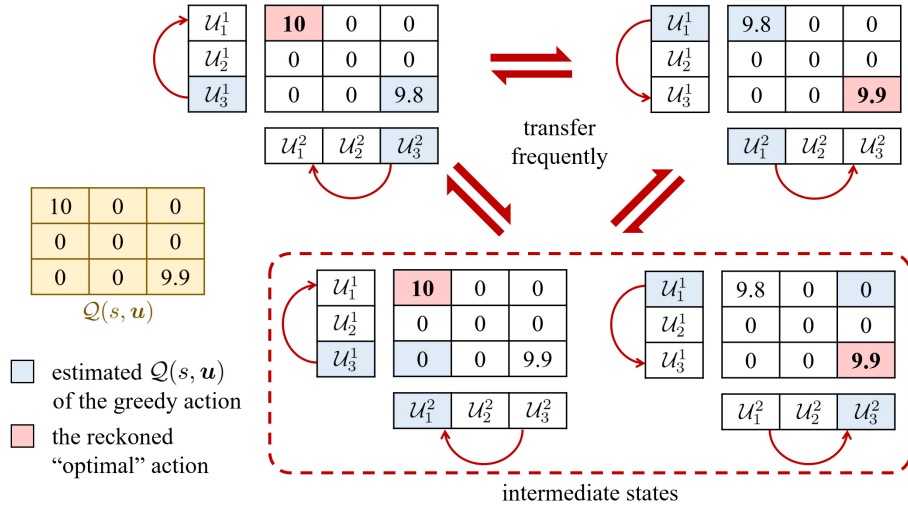 𝒰₁¹ 10 0 0
𝒰₂¹ 0 0 0
𝒰₃¹ 0 0 9.8
𝒰₁² 𝒰₂² 𝒰₃²
𝒰₁¹ 9.8 0 0
𝒰₂¹ 0 0 0
𝒰₃¹ 0 0 9.9
𝒰₁² 𝒰₂² 𝒰₃²
transfer
frequently
10 0 0
0 0 0
0 0 9.9
𝒬(s, 𝒖)
estimated 𝒬(s, 𝒖)
of the greedy action
the reckoned
“optimal” action
𝒰₁¹ 10 0 0
𝒰₂¹ 0 0 0
𝒰₃¹ 0 0 9.9
𝒰₁² 𝒰₂² 𝒰₃²
𝒰₁¹ 9.8 0 0
𝒰₂¹ 0 0 0
𝒰₃¹ 0 0 9.9
𝒰₁² 𝒰₂² 𝒰₃²
intermediate states